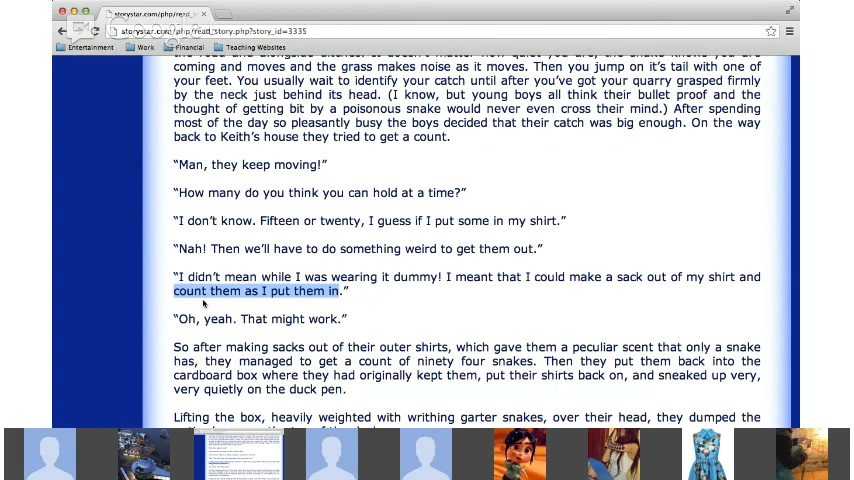 storystar.com/php/read_s
storystar.com/php/read_story.php?story_id=3335
Google+
Entertainment Work Financial Teaching Websites
coming and moves and the grass makes noise as it moves. Then you jump on it's tail with one of
your feet. You usually wait to identify your catch until after you've got your quarry grasped firmly
by the neck just behind its head. (I know, but young boys all think their bullet proof and the
thought of getting bit by a poisonous snake would never even cross their mind.) After spending
most of the day so pleasantly busy the boys decided that their catch was big enough. On the way
back to Keith's house they tried to get a count.
“Man, they keep moving!”
“How many do you think you can hold at a time?”
“I don't know. Fifteen or twenty, I guess if I put some in my shirt.”
“Nah! Then we'll have to do something weird to get them out.”
“I didn't mean while I was wearing it dummy! I meant that I could make a sack out of my shirt and
count them as I put them in.”
“Oh, yeah. That might work.”
So after making sacks out of their outer shirts, which gave them a peculiar scent that only a snake
has, they managed to get a count of ninety four snakes. Then they put them back into the
cardboard box where they had originally kept them, put their shirts back on, and sneaked up very,
very quietly on the duck pen.
Lifting the box, heavily weighted with writhing garter snakes, over their head, they dumped the